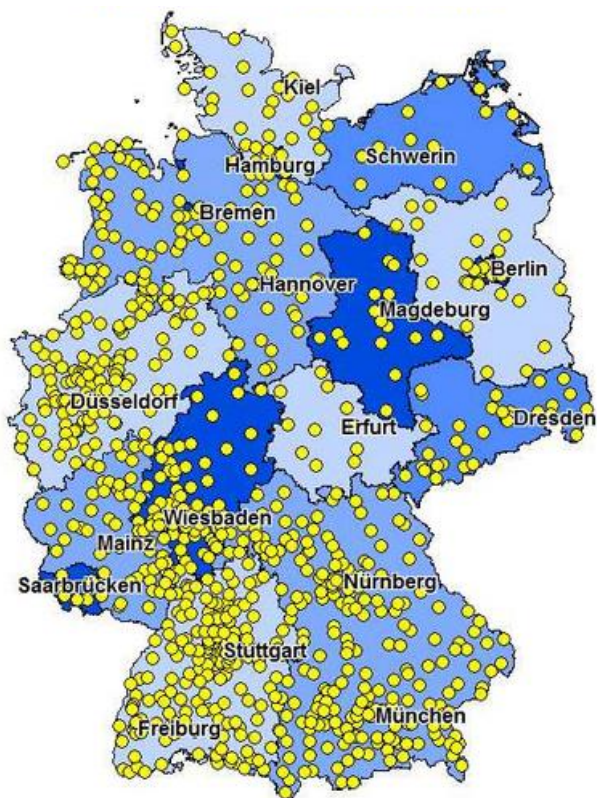 Kiel
Schwerin
Hamburg
Bremen
Berlin
Hannover
Magdeburg
Düsseldorf
Erfurt
Dresden
Wiesbaden
Mainz
Saarbrücken
Nürnberg
Stuttgart
München
Freiburg